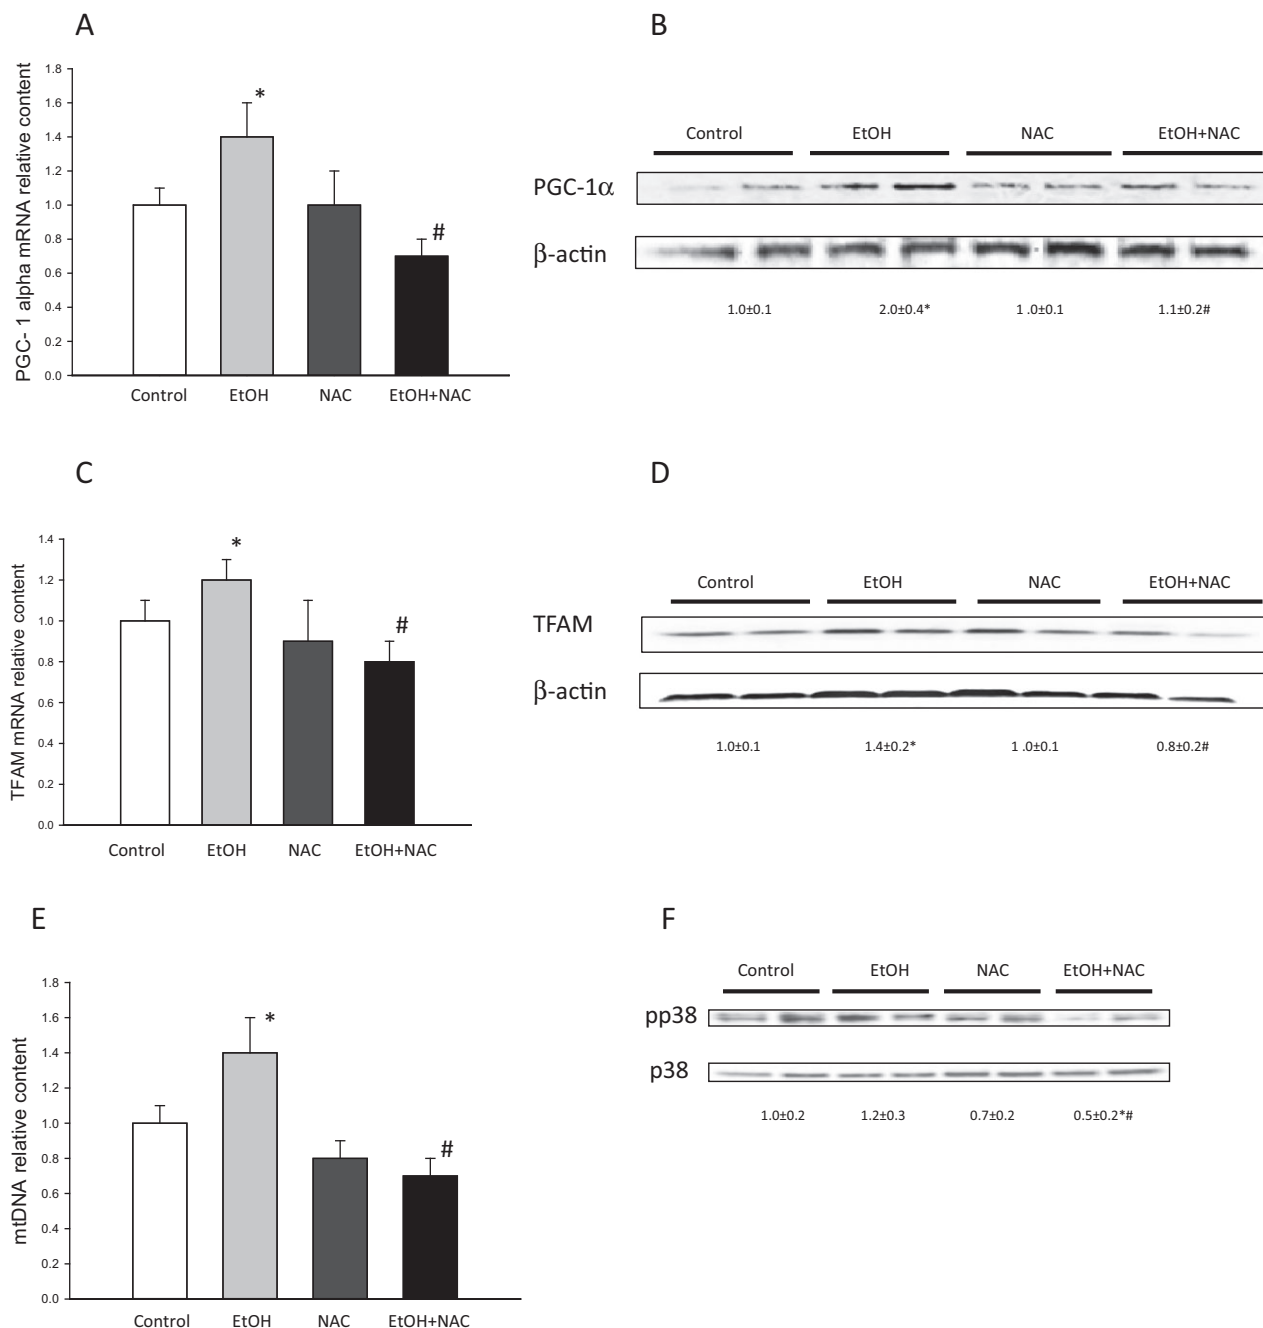 A
PGC- 1 alpha mRNA relative content
1.8
1.6
1.4
1.2
1.0
0.8
0.6
0.4
0.2
0.0
*
#
Control EtOH NAC EtOH+NAC
B
Control EtOH NAC EtOH+NAC
PGC-1α
β-actin
1.0±0.1 2.0±0.4* 1 .0±0.1 1.1±0.2#
C
TFAM mRNA relative content
1.4
1.2
1.0
0.8
0.6
0.4
0.2
0.0
*
#
Control EtOH NAC EtOH+NAC
D
Control EtOH NAC EtOH+NAC
TFAM
β-actin
1.0±0.1 1.4±0.2* 1 .0±0.1 0.8±0.2#
E
mtDNA relative content
1.8
1.6
1.4
1.2
1.0
0.8
0.6
0.4
0.2
0.0
*
#
Control EtOH NAC EtOH+NAC
F
Control EtOH NAC EtOH+NAC
pp38
p38
1.0±0.2 1.2±0.3 0.7±0.2 0.5±0.2*#